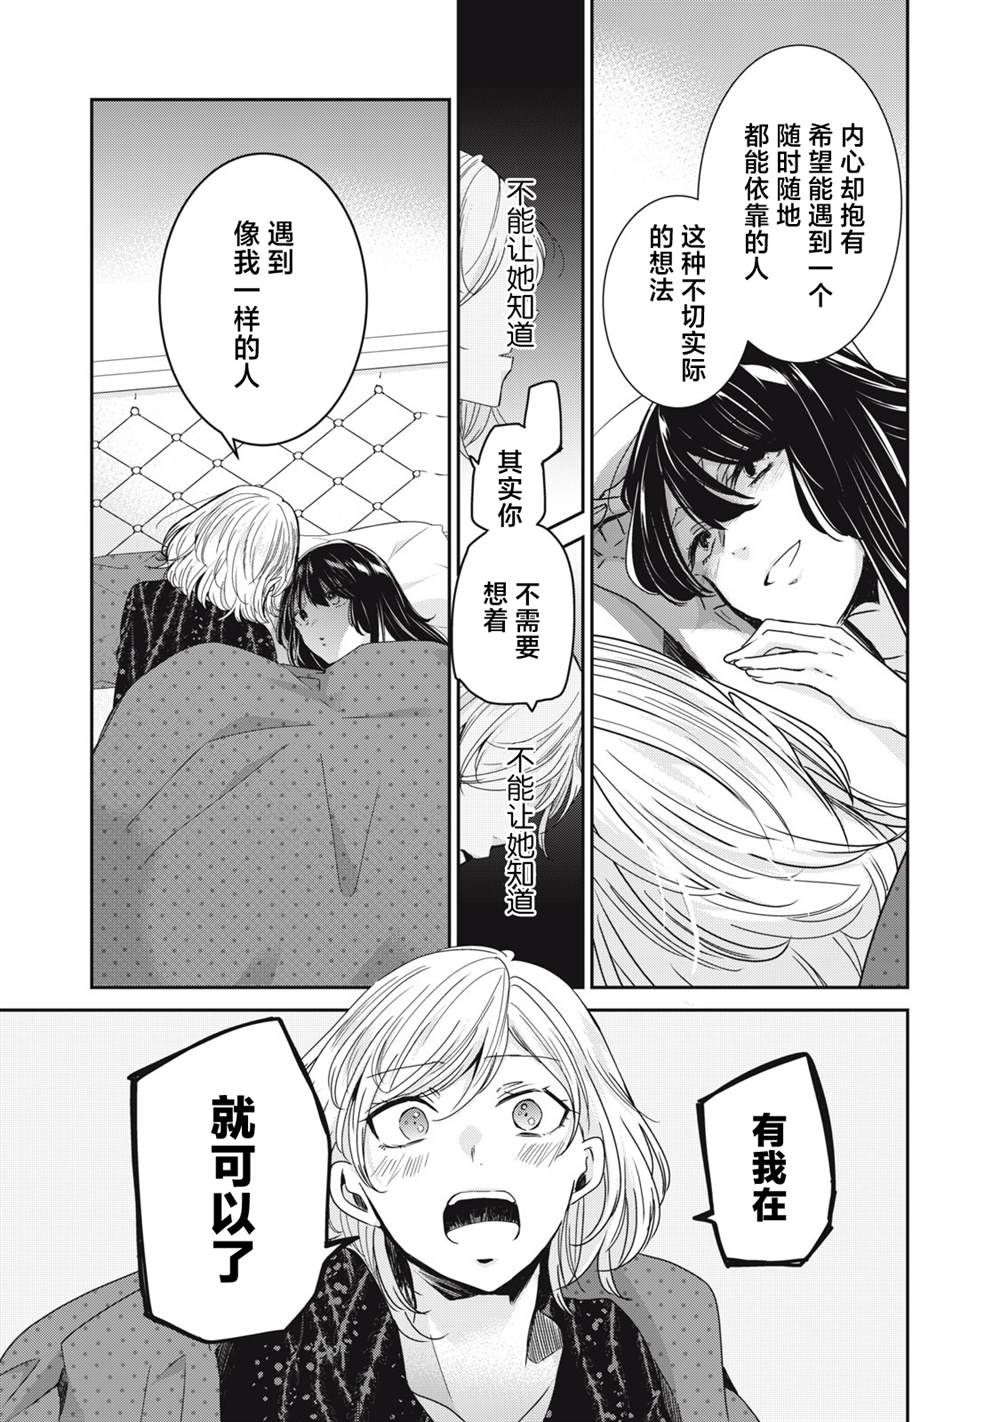 内心却抱有
希望能遇到一个
随时随地
都能依靠的人
这种不切实际
的想法
不能让她知道
其实你
不需要
想着
不能让她知道
遇到
像我一样的人
有我在
就可以了